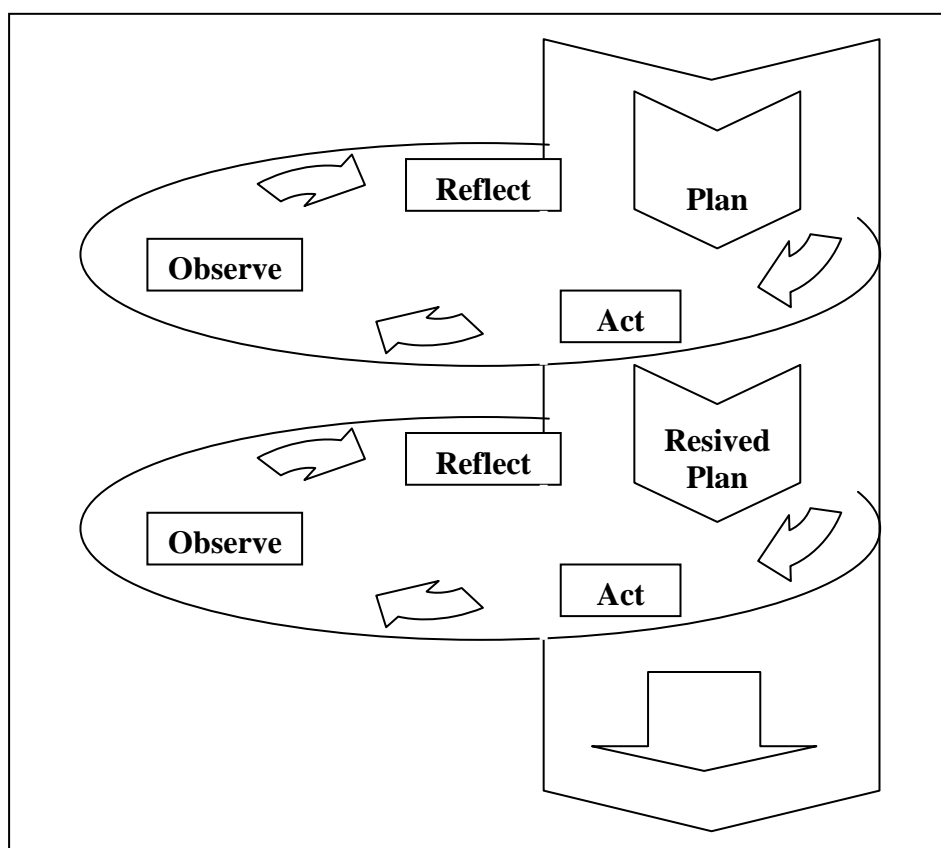 Reflect
Plan
Observe
Act
Reflect
Resived
Plan
Observe
Act